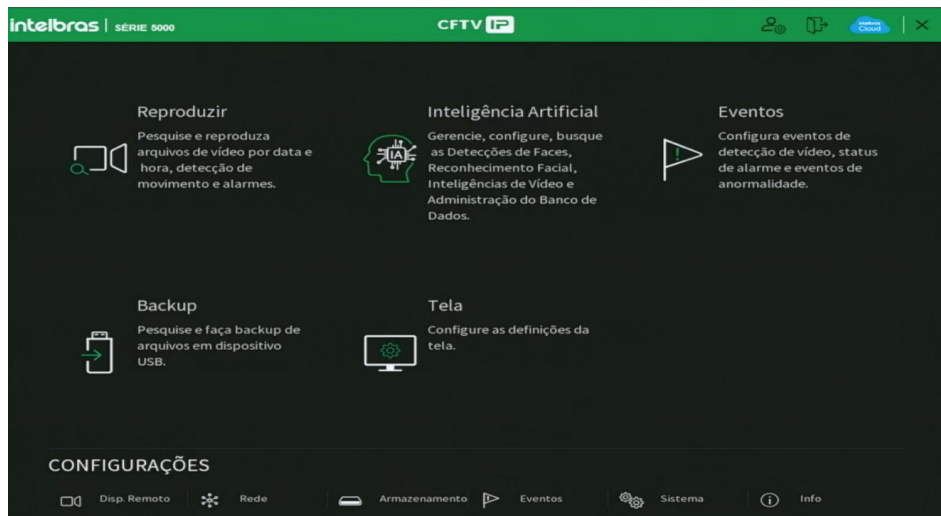 intelbras | SÉRIE 5000
CFTV IP
intelbras
Cloud
Reproduzir
Pesquise e reproduza
arquivos de vídeo por data e
hora, detecção de
movimento e alarmes.
IA
Inteligência Artificial
Gerencie, configure, busque
as Detecções de Faces,
Reconhecimento Facial,
Inteligências de Vídeo e
Administração do Banco de
Dados.
Eventos
Configura eventos de
detecção de vídeo, status
de alarme e eventos de
anormalidade.
Backup
Pesquise e faça backup de
arquivos em dispositivo
USB.
Tela
Configure as definições da
tela.
CONFIGURAÇÕES
Disp. Remoto
Rede
Armazenamento
Eventos
Sistema
Info